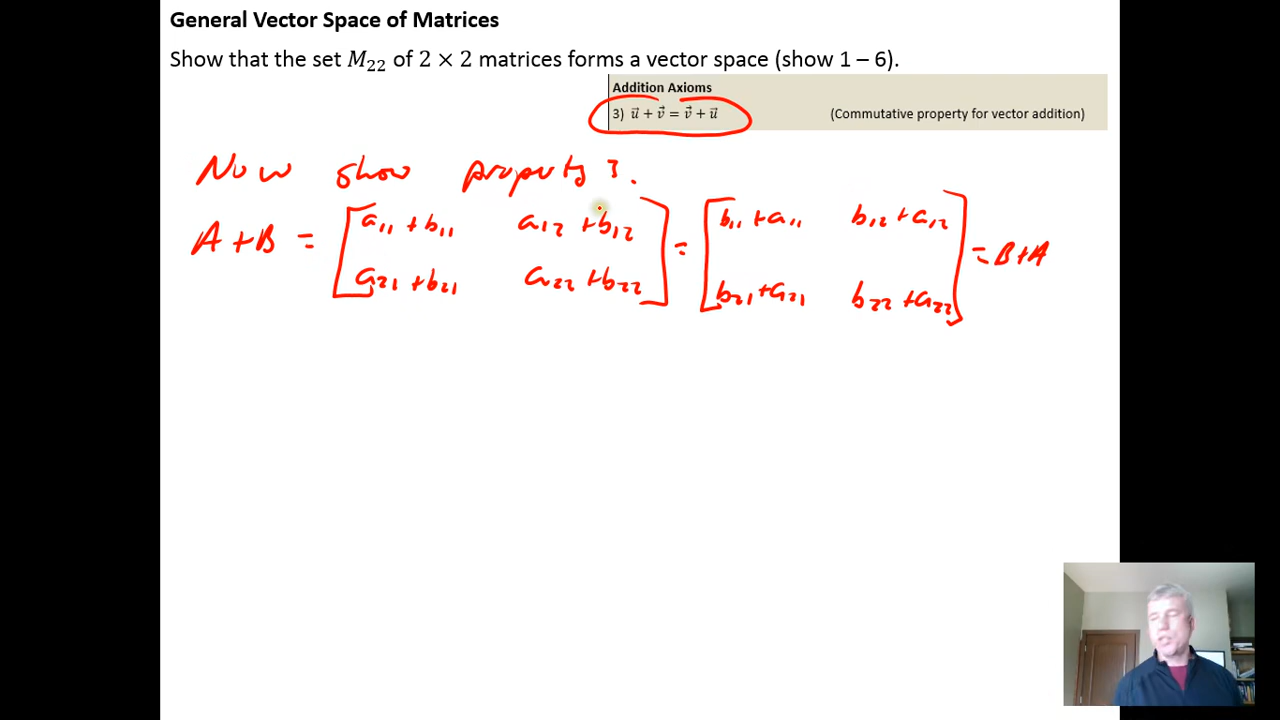 General Vector Space of Matrices
Show that the set M₂₂ of 2 × 2 matrices forms a vector space (show 1 – 6).
Addition Axioms
3) u⃗ + v⃗ = v⃗ + u⃗ (Commutative property for vector addition)
Now show property 3.
A+B = [a₁₁ + b₁₁ a₁₂ + b₁₂ = [b₁₁ + a₁₁ b₁₂ + a₁₂ = B+A
a₂₁ + b₂₁ a₂₂ + b₂₂] b₂₁ + a₂₁ b₂₂ + a₂₂]